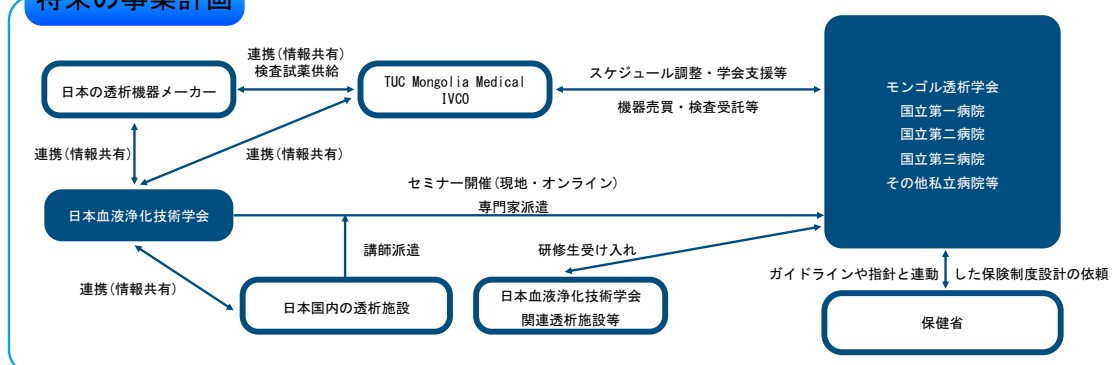 将来の事業計画
連携(情報共有)
検査試薬供給
日本の透析機器メーカー
TUC Mongolia Medical
IVCO
スケジュール調整・学会支援等
機器売買・検査受託等
モンゴル透析学会
国立第一病院
国立第二病院
国立第三病院
その他私立病院等
連携(情報共有)
連携(情報共有)
日本血液浄化技術学会
セミナー開催(現地・オンライン)
専門家派遣
講師派遣
研修生受け入れ
連携(情報共有)
日本国内の透析施設
日本血液浄化技術学会
関連透析施設等
ガイドラインや指針と連動 した保険制度設計の依頼
保健省